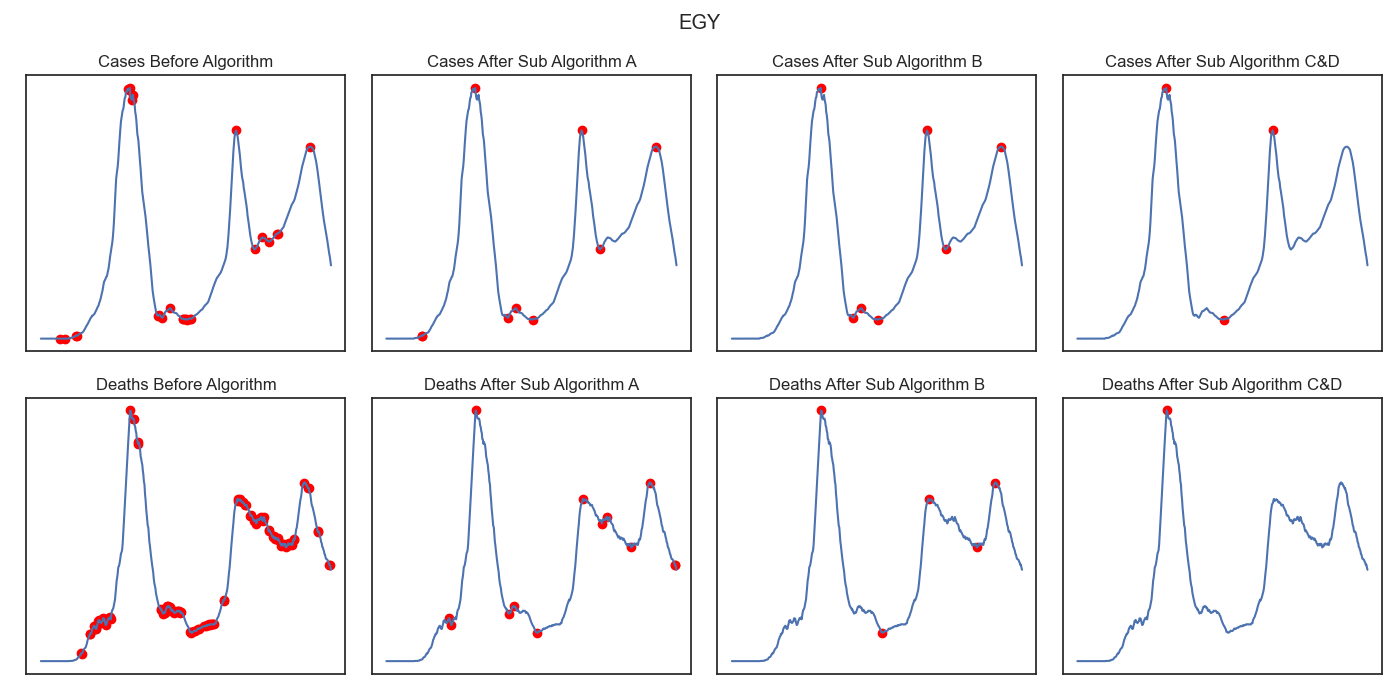 EGY
Cases Before Algorithm
Cases After Sub Algorithm A
Cases After Sub Algorithm B
Cases After Sub Algorithm C&D
Deaths Before Algorithm
Deaths After Sub Algorithm A
Deaths After Sub Algorithm B
Deaths After Sub Algorithm C&D